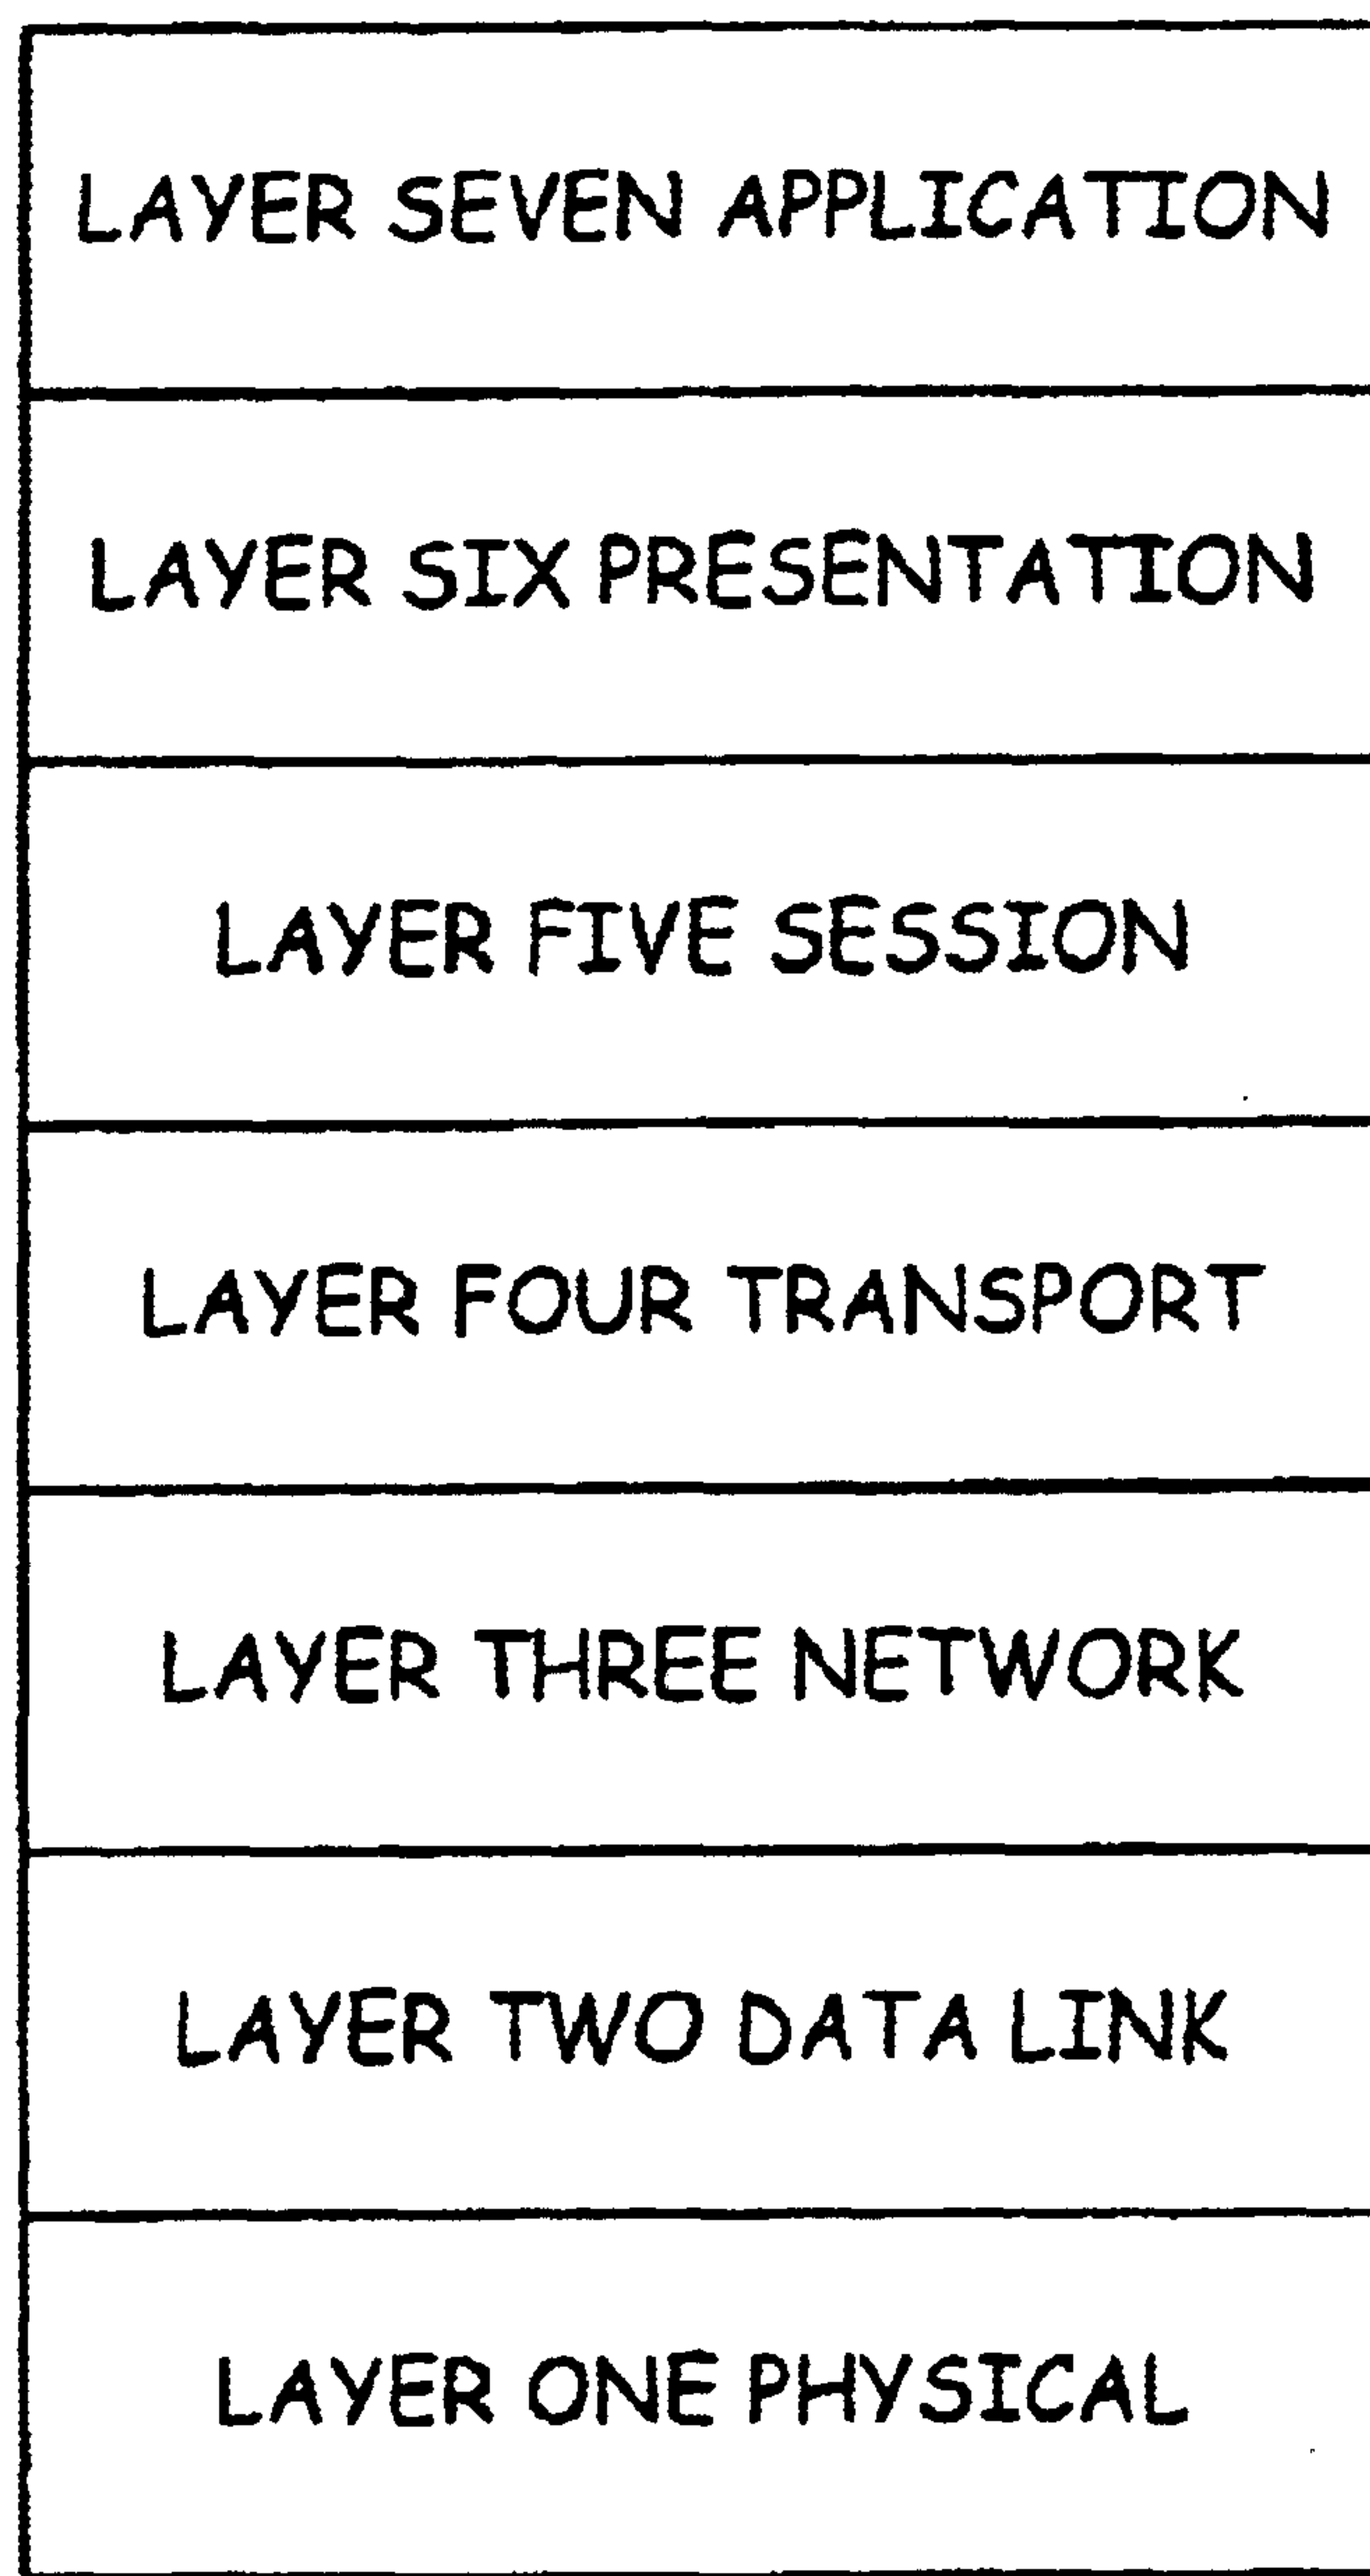 LAYER SEVEN APPLICATION
LAYER SIX PRESENTATION
LAYER FIVE SESSION
LAYER FOUR TRANSPORT
LAYER THREE NETWORK
LAYER TWO DATA LINK
LAYER ONE PHYSICAL